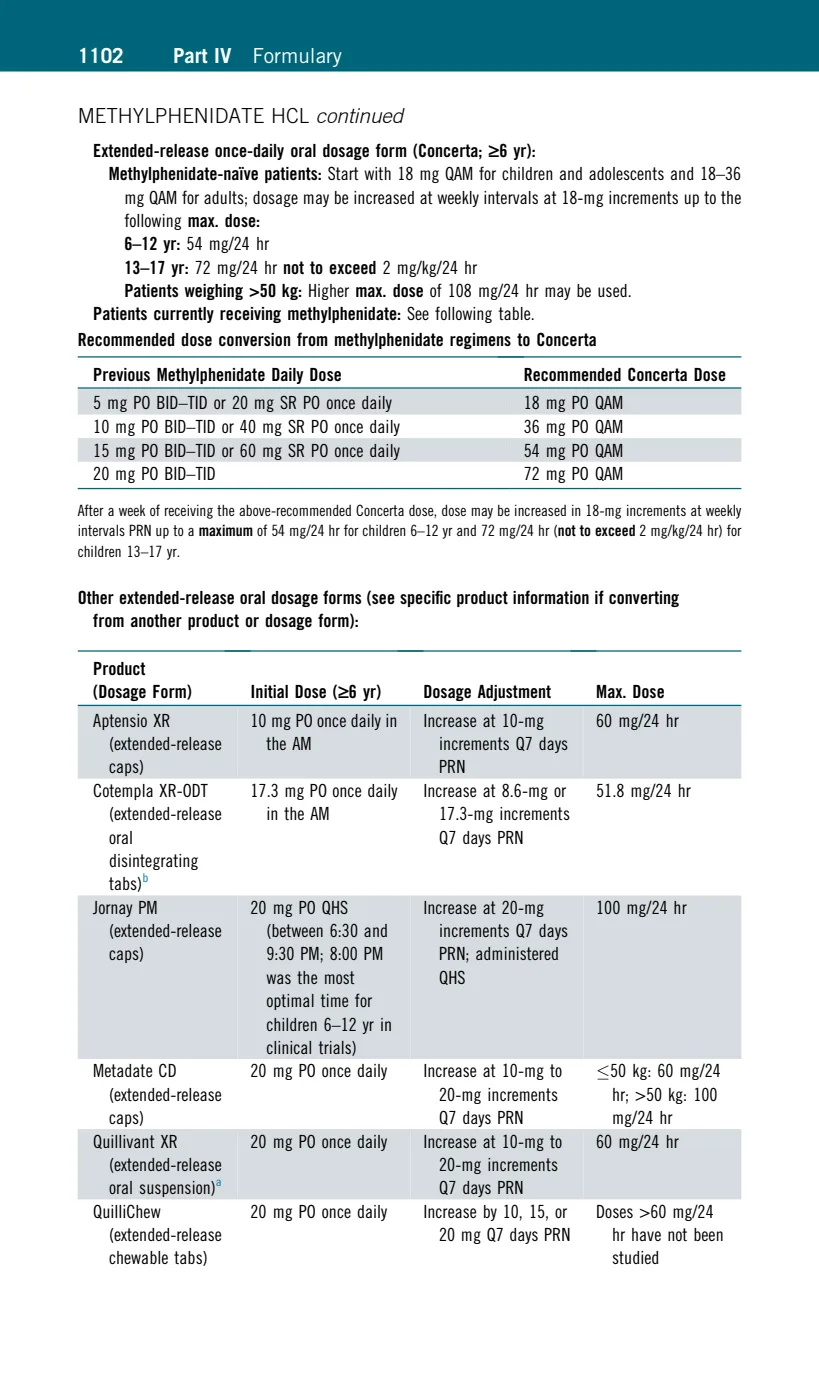 1102 Part IV Formulary
METHYLPHENIDATE HCL continued
Extended-release once-daily oral dosage form (Concerta; ≥6 yr):
Methylphenidate-naïve patients: Start with 18 mg QAM for children and adolescents and 18–36
mg QAM for adults; dosage may be increased at weekly intervals at 18-mg increments up to the
following max. dose:
6–12 yr: 54 mg/24 hr
13–17 yr: 72 mg/24 hr not to exceed 2 mg/kg/24 hr
Patients weighing >50 kg: Higher max. dose of 108 mg/24 hr may be used.
Patients currently receiving methylphenidate: See following table.
Recommended dose conversion from methylphenidate regimens to Concerta
Previous Methylphenidate Daily Dose Recommended Concerta Dose
5 mg PO BID–TID or 20 mg SR PO once daily 18 mg PO QAM
10 mg PO BID–TID or 40 mg SR PO once daily 36 mg PO QAM
15 mg PO BID–TID or 60 mg SR PO once daily 54 mg PO QAM
20 mg PO BID–TID 72 mg PO QAM
After a week of receiving the above-recommended Concerta dose, dose may be increased in 18-mg increments at weekly
intervals PRN up to a maximum of 54 mg/24 hr for children 6–12 yr and 72 mg/24 hr (not to exceed 2 mg/kg/24 hr) for
children 13–17 yr.
Other extended-release oral dosage forms (see specific product information if converting
from another product or dosage form):
Product
(Dosage Form) Initial Dose (≥6 yr) Dosage Adjustment Max. Dose
Aptensio XR 10 mg PO once daily in Increase at 10-mg 60 mg/24 hr
(extended-release the AM increments Q7 days
caps) PRN
Cotempla XR-ODT 17.3 mg PO once daily Increase at 8.6-mg or 51.8 mg/24 hr
(extended-release in the AM 17.3-mg increments
oral Q7 days PRN
disintegrating
tabs)b
Jornay PM 20 mg PO QHS Increase at 20-mg 100 mg/24 hr
(extended-release (between 6:30 and increments Q7 days
caps) 9:30 PM; 8:00 PM PRN; administered
was the most QHS
optimal time for
children 6–12 yr in
clinical trials)
Metadate CD 20 mg PO once daily Increase at 10-mg to ≤50 kg: 60 mg/24
(extended-release 20-mg increments hr; >50 kg: 100
caps) Q7 days PRN mg/24 hr
Quillivant XR 20 mg PO once daily Increase at 10-mg to 60 mg/24 hr
(extended-release 20-mg increments
oral suspension)a Q7 days PRN
QuilliChew 20 mg PO once daily Increase by 10, 15, or Doses >60 mg/24
(extended-release 20 mg Q7 days PRN hr have not been
chewable tabs) studied